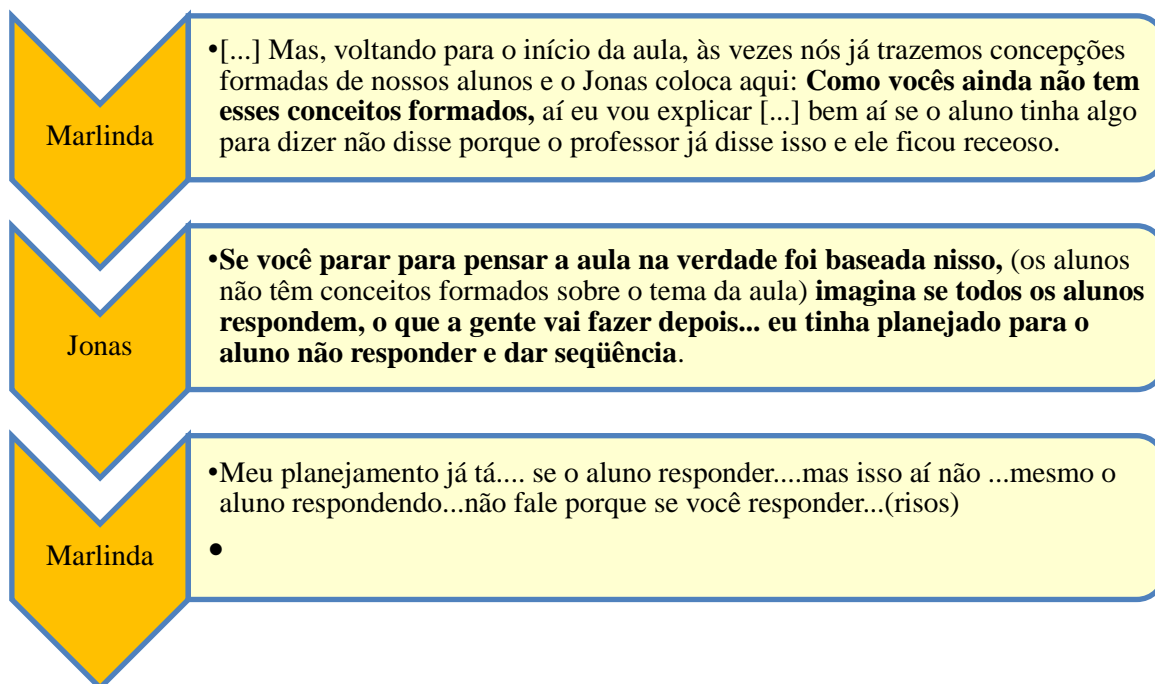 Marlinda
•[...] Mas, voltando para o início da aula, às vezes nós já trazemos concepções
formadas de nossos alunos e o Jonas coloca aqui: Como vocês ainda não tem
esses conceitos formados, aí eu vou explicar [...] bem aí se o aluno tinha algo
para dizer não disse porque o professor já disse isso e ele ficou receoso.
Jonas
•Se você parar para pensar a aula na verdade foi baseada nisso, (os alunos
não têm conceitos formados sobre o tema da aula) imagina se todos os alunos
respondem, o que a gente vai fazer depois... eu tinha planejado para o
aluno não responder e dar seqüência.
Marlinda
•Meu planejamento já tá.... se o aluno responder....mas isso aí não ...mesmo o
aluno respondendo...não fale porque se você responder...(risos)
•